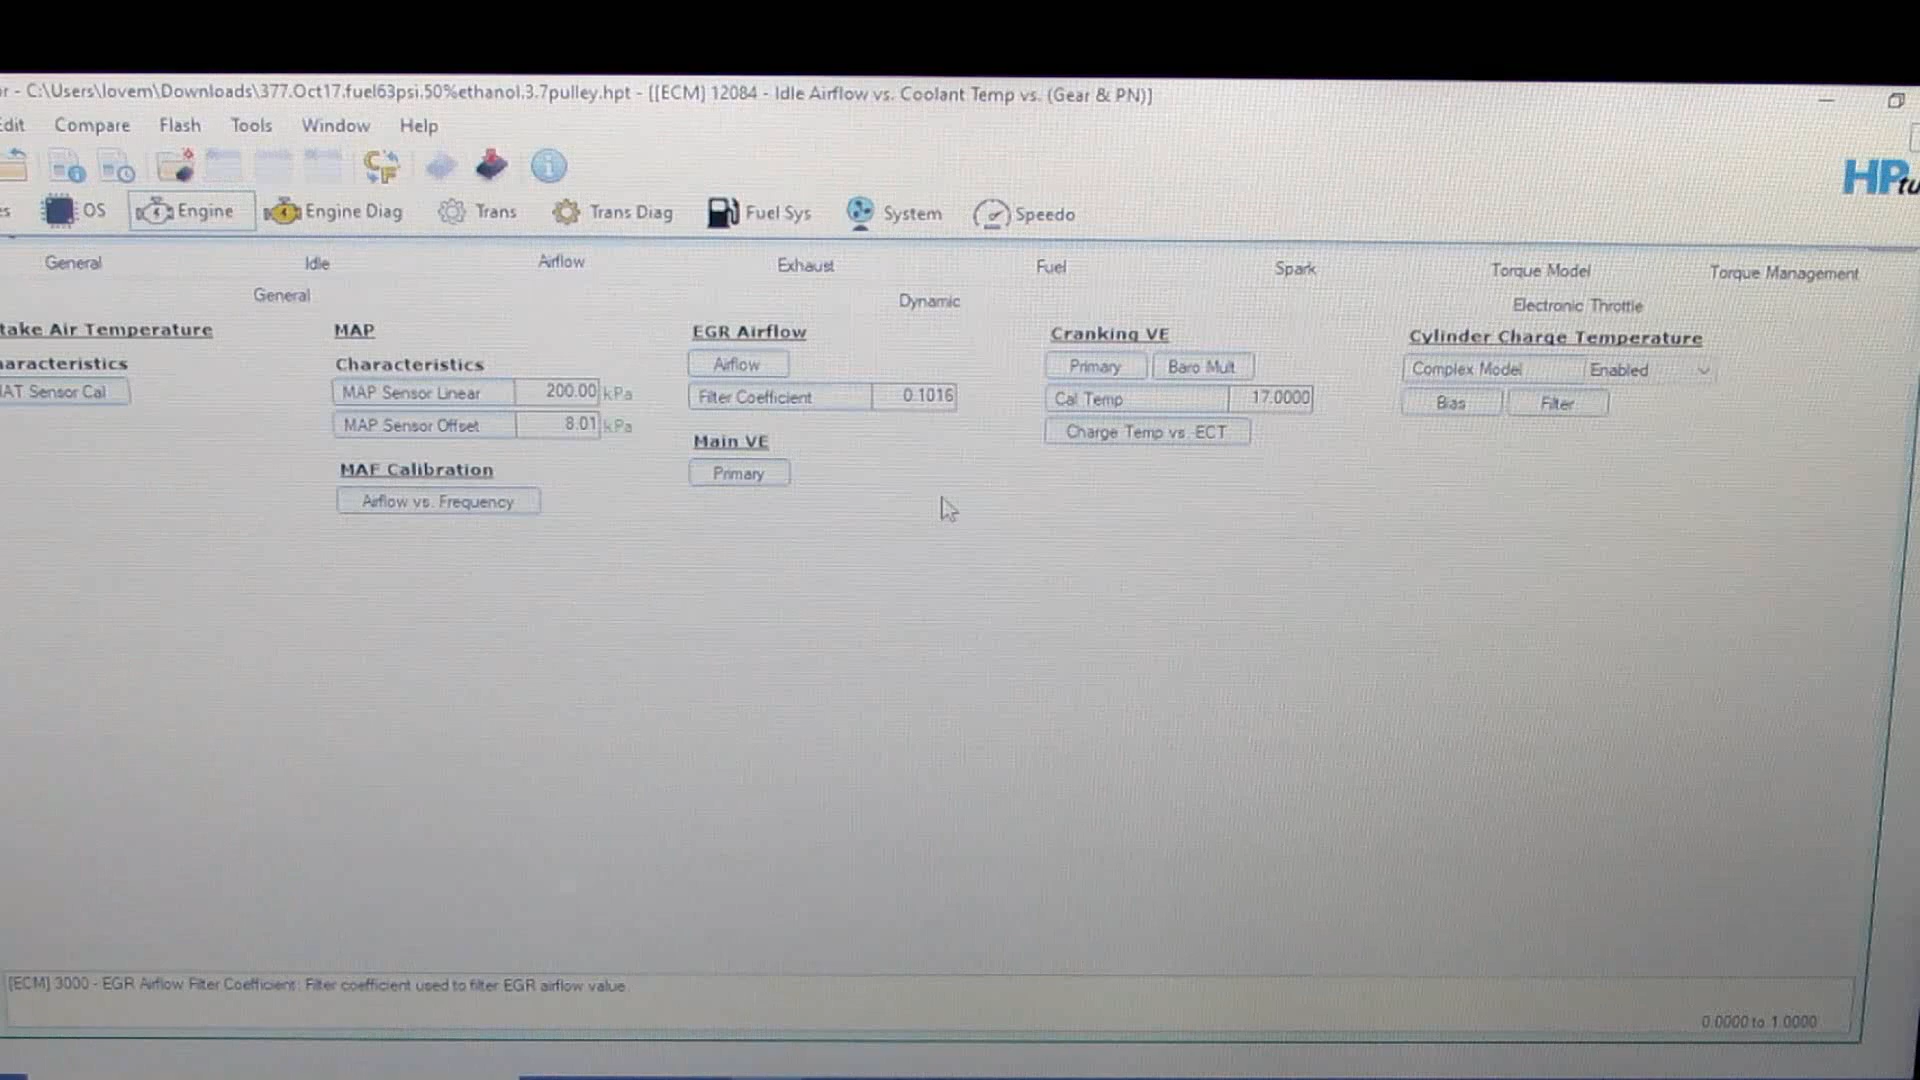 r - C:\Users\lovem\Downloads\377.Oct17.fuel63psi.50%ethanol.3.7pulley.hpt - [[ECM] 12084 - Idle Airflow vs. Coolant Temp vs. (Gear & PN)]
Edit Compare Flash Tools Window Help
HPtu
es OS Engine Engine Diag Trans Trans Diag Fuel Sys System Speedo
General Idle Airflow Exhaust Fuel Spark Torque Model Torque Management
General Dynamic Electronic Throttle
take Air Temperature MAP EGR Airflow Cranking VE Cylinder Charge Temperature
aracteristics Characteristics Airflow Primary Baro Mult Complex Model Enabled
IAT Sensor Cal MAP Sensor Linear 200.00 kPa Filter Coefficient 0.1016 Cal Temp 17.0000 Bias Filter
MAP Sensor Offset 8.01 kPa Main VE Charge Temp vs. ECT
MAF Calibration Primary
Airflow vs. Frequency
[ECM] 3000 - EGR Airflow Filter Coefficient: Filter coefficient used to filter EGR airflow value.
0.0000 to 1.0000